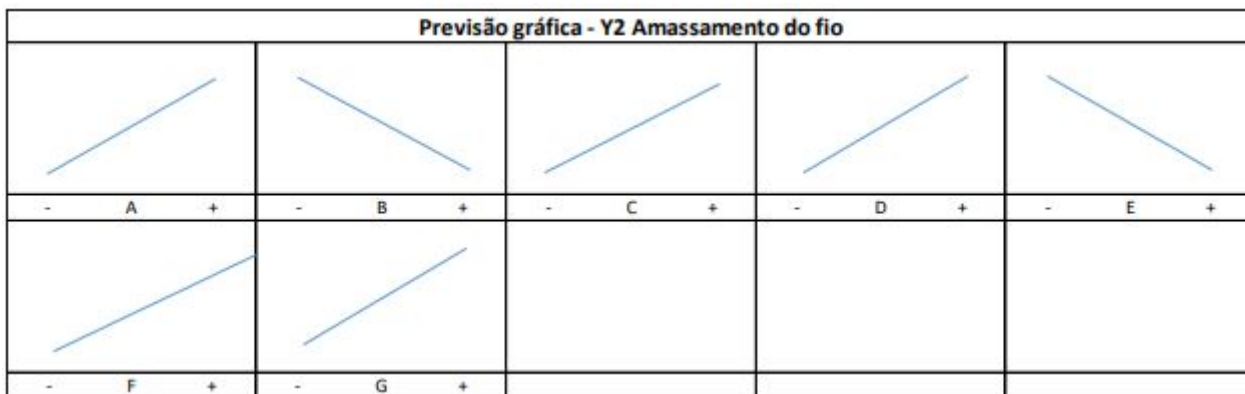 Previsão gráfica - Y2 Amassamento do fio
- A + - B + - C + - D + - E +
- F + - G +